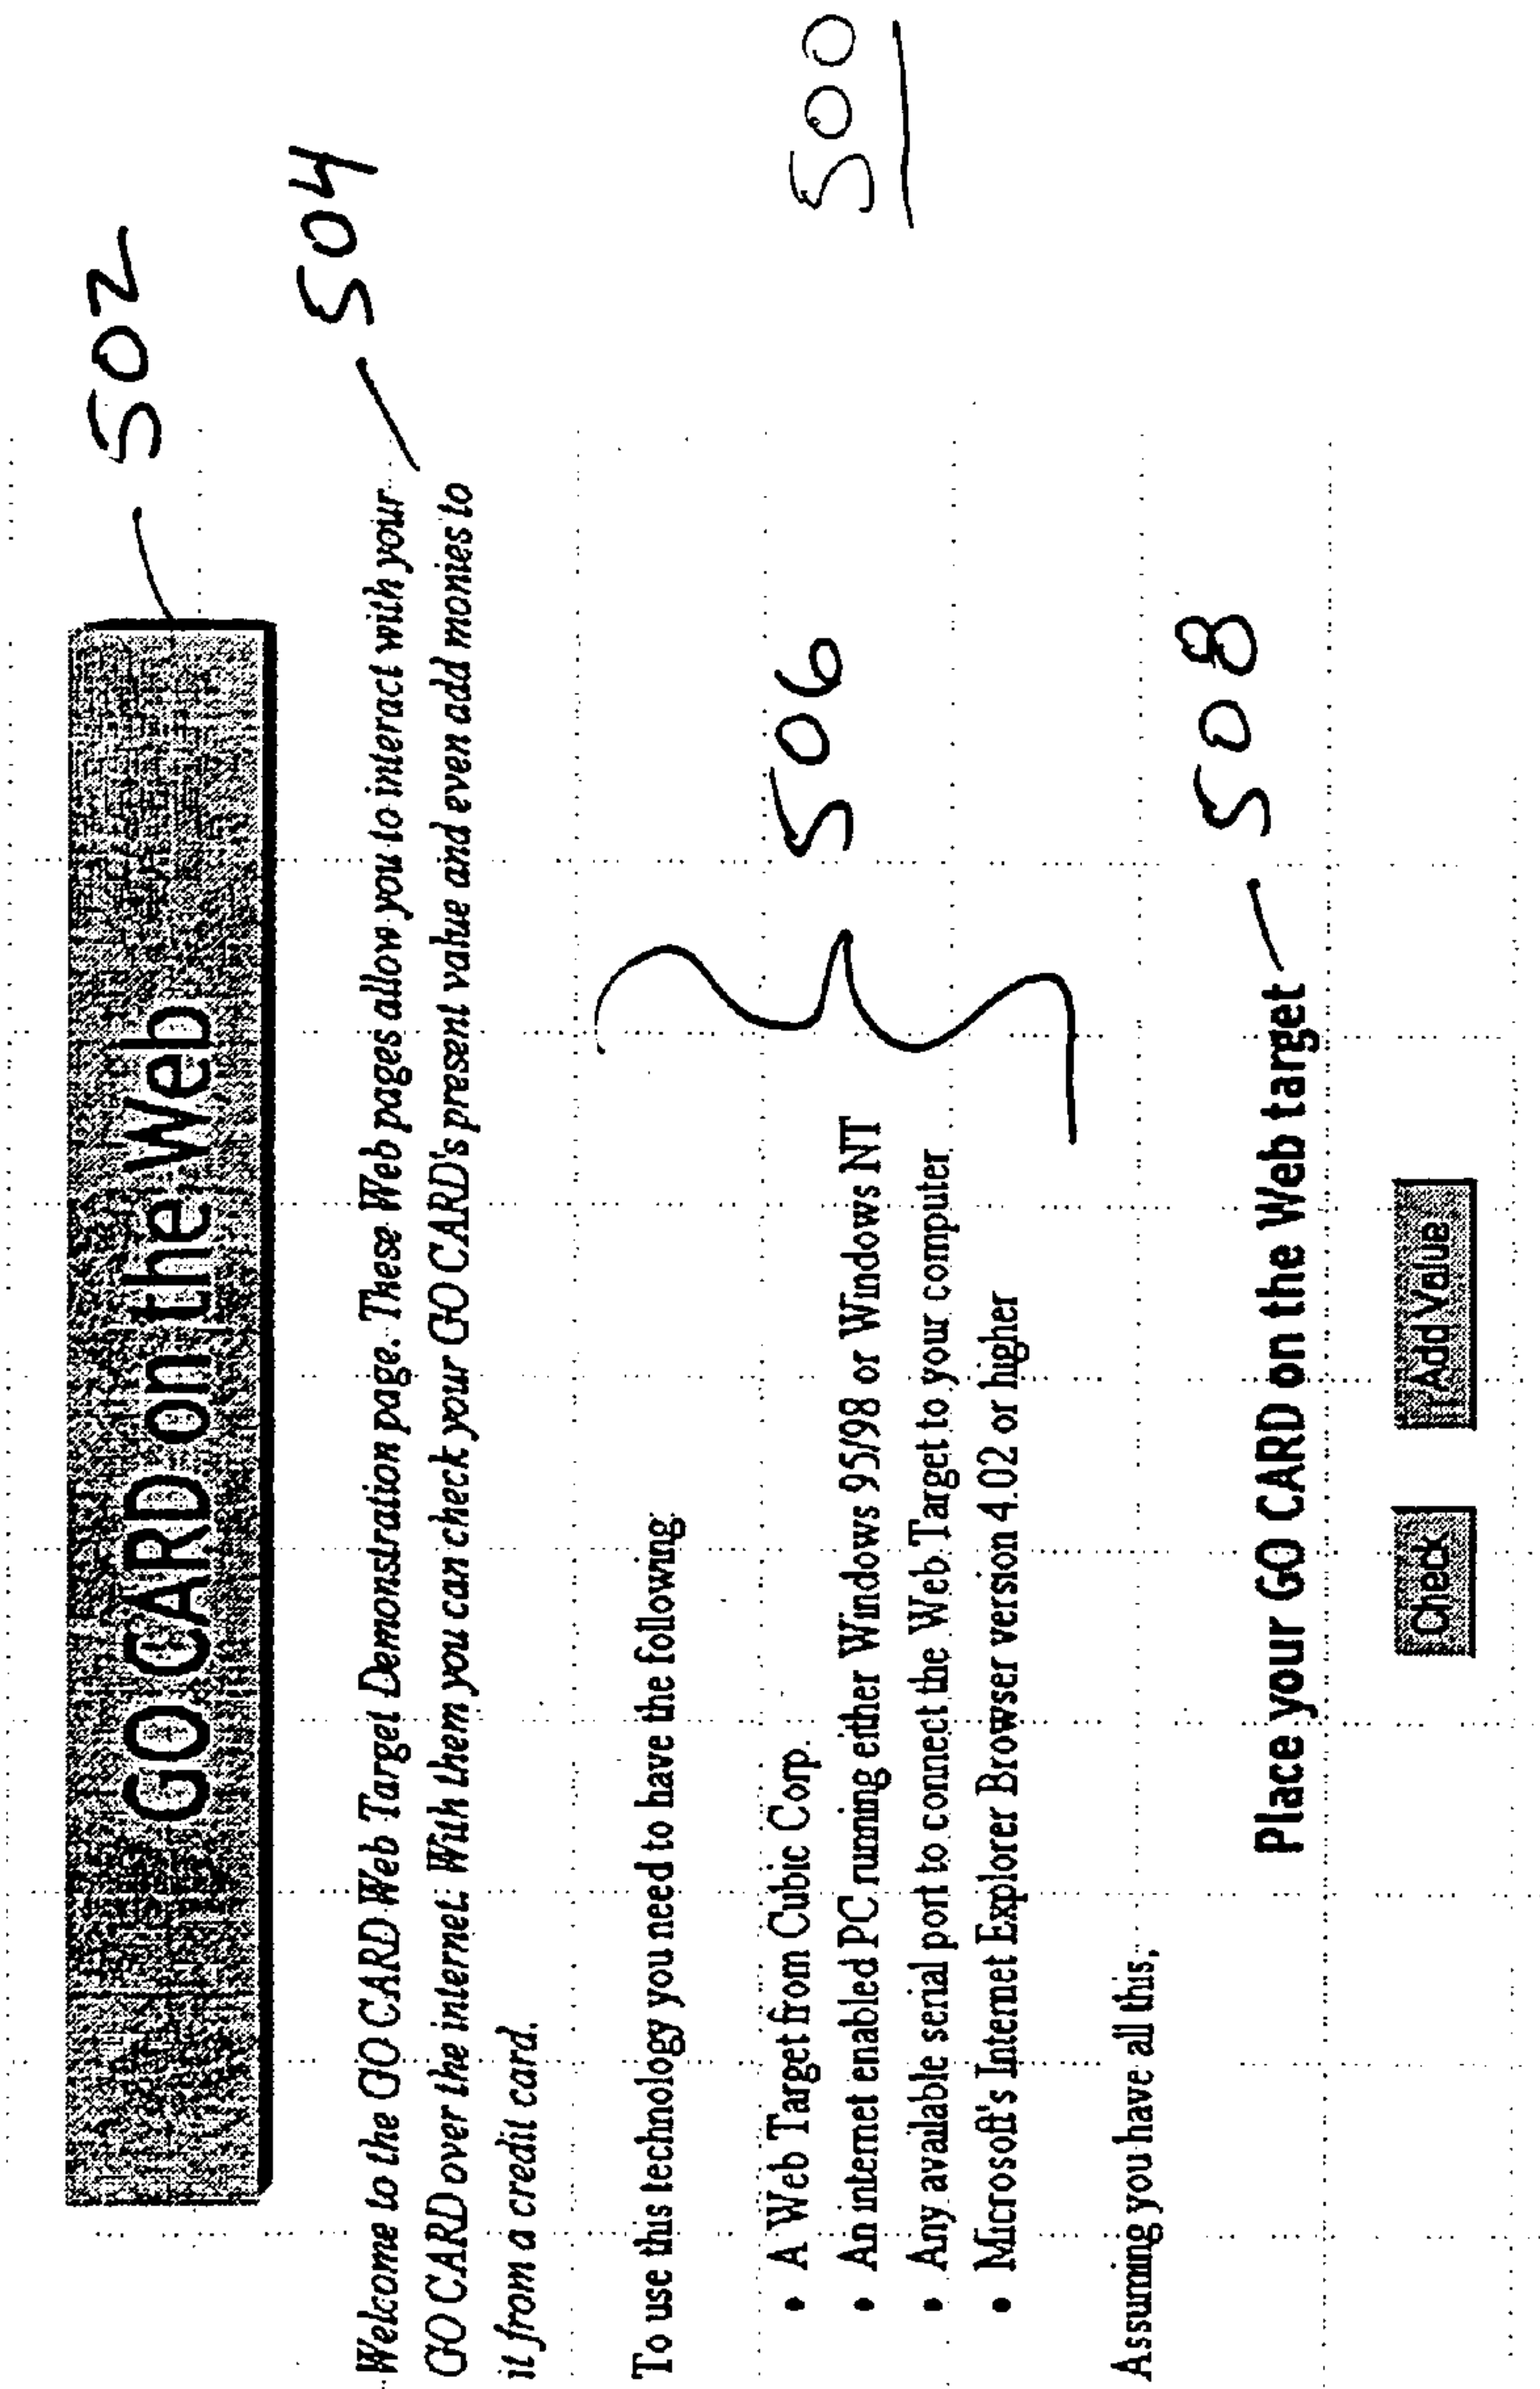 GO CARD on the Web
502
Welcome to the GO CARD Web Target Demonstration page. These Web pages allow you to interact with your
504
GO CARD over the internet. With them you can check your GO CARD's present value and even add monies to
it from a credit card.
To use this technology you need to have the following:
• A Web Target from Cubic Corp.
• An internet enabled PC running either Windows 95/98 or Windows NT
• Any available serial port to connect the Web Target to your computer
• Microsoft's Internet Explorer Browser version 4.02 or higher
506
500
Assuming you have all this,
Place your GO CARD on the Web target
508
Check
Add Value